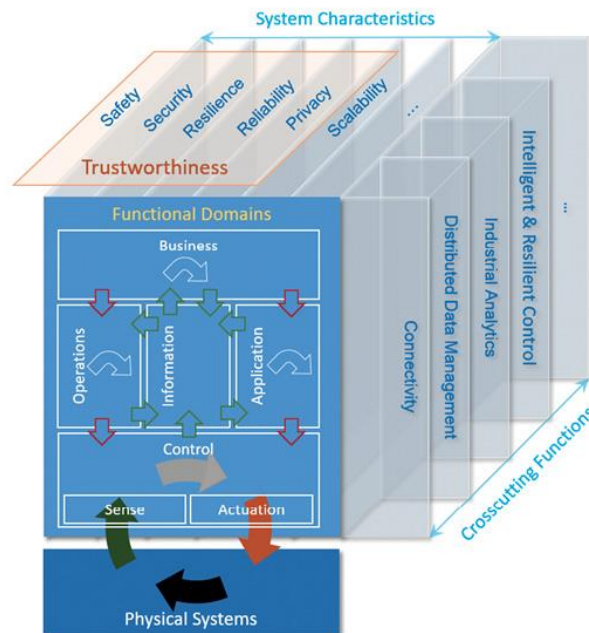 System Characteristics
Safety
Security
Resilience
Reliability
Privacy
Scalability
...
Trustworthiness
Functional Domains
Business
Operations
Information
Application
Control
Sense
Actuation
Physical Systems
Connectivity
Distributed Data Management
Industrial Analytics
Intelligent & Resilient Control
...
Crosscutting Functions